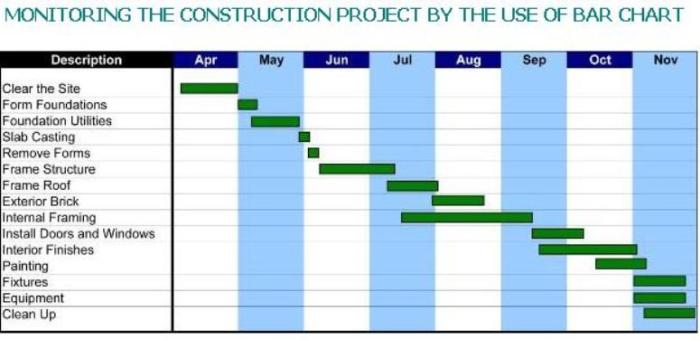 MONITORING THE CONSTRUCTION PROJECT BY THE USE OF BAR CHART
Description Apr May Jun Jul Aug Sep Oct Nov
Clear the Site
Form Foundations
Foundation Utilities
Slab Casting
Remove Forms
Frame Structure
Frame Roof
Exterior Brick
Internal Framing
Install Doors and Windows
Interior Finishes
Painting
Fixtures
Equipment
Clean Up